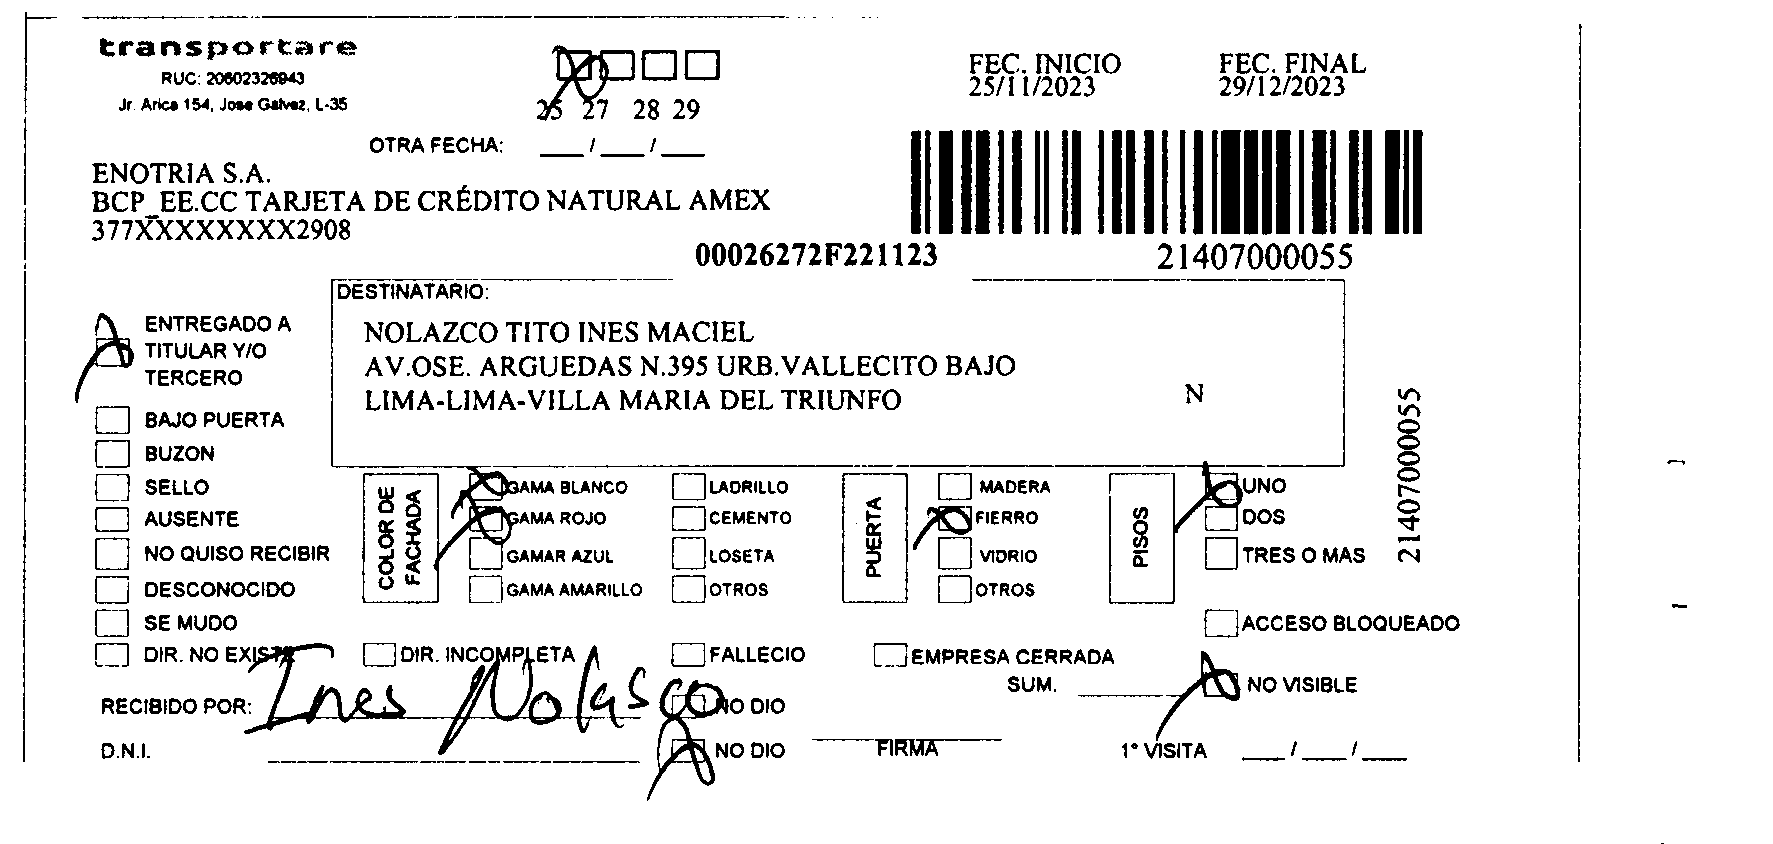 transportare
RUC: 20602326943
Jr. Arica 154, Jose Galvez, L-35
25 27 28 29
OTRA FECHA: ___ / ___ / ___
FEC. INICIO
25/11/2023
FEC. FINAL
29/12/2023
ENOTRIA S.A.
BCP_EE.CC TARJETA DE CRÉDITO NATURAL AMEX
377XXXXXXXXX2908
00026272F221123
21407000055
DESTINATARIO:
NOLAZCO TITO INES MACIEL
AV.OSE. ARGUEDAS N.395 URB.VALLECITO BAJO
LIMA-LIMA-VILLA MARIA DEL TRIUNFO N
21407000055
ENTREGADO A
TITULAR Y/O
TERCERO
BAJO PUERTA
BUZON
SELLO
AUSENTE
NO QUISO RECIBIR
DESCONOCIDO
SE MUDO
DIR. NO EXISTE
COLOR DE
FACHADA
GAMA BLANCO
GAMA ROJO
GAMAR AZUL
GAMA AMARILLO
LADRILLO
CEMENTO
LOSETA
OTROS
PUERTA
MADERA
FIERRO
VIDRIO
OTROS
PISOS
UNO
DOS
TRES O MAS
ACCESO BLOQUEADO
DIR. INCOMPLETA
FALLECIO
EMPRESA CERRADA
SUM. ________
NO VISIBLE
RECIBIDO POR: Ines Nolasco
NO DIO
D.N.I.
NO DIO
FIRMA
1° VISITA ___ / ___ / ___